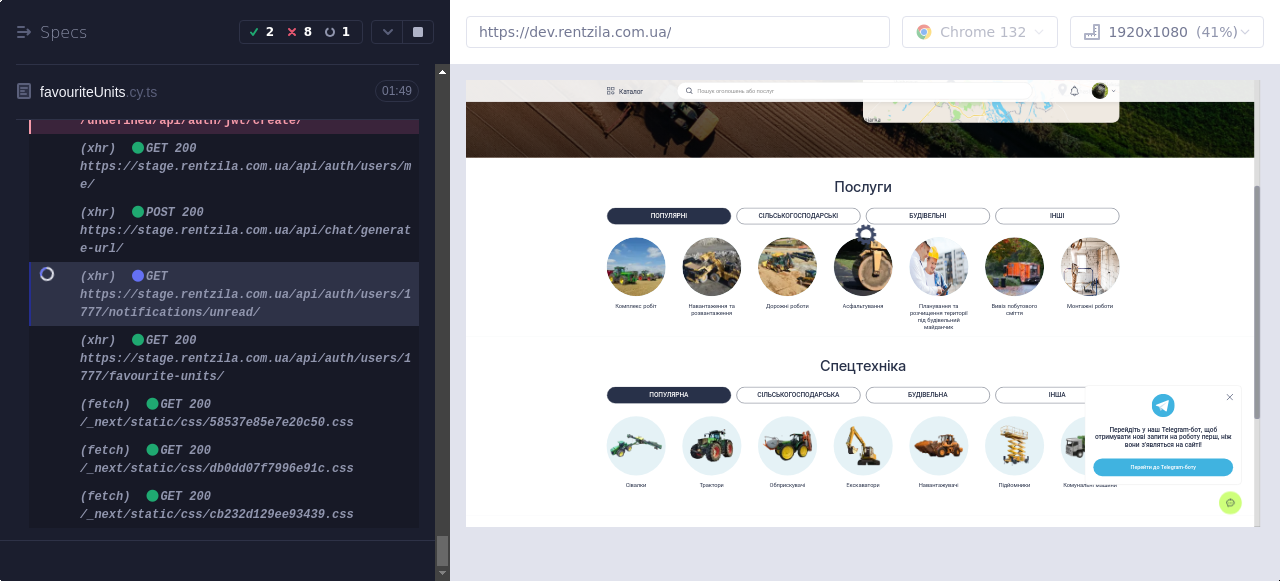 Specs
2
8
1
https://dev.rentzila.com.ua/
Chrome 132
1920x1080 (41%)
favouriteUnits.cy.ts
01:49
/undefined/api/auth/jwt/create/
(xhr) GET 200
https://stage.rentzila.com.ua/api/auth/users/m
e/
(xhr) POST 200
https://stage.rentzila.com.ua/api/chat/generat
e-url/
(xhr) GET
https://stage.rentzila.com.ua/api/auth/users/1
777/notifications/unread/
(xhr) GET 200
https://stage.rentzila.com.ua/api/auth/users/1
777/favourite-units/
(fetch) GET 200
/_next/static/css/58537e85e7e20c50.css
(fetch) GET 200
/_next/static/css/db0dd07f7996e91c.css
(fetch) GET 200
/_next/static/css/cb232d129ee93439.css
Каталог
Пошук оголошень або послуг
Послуги
ПОПУЛЯРНІ
СІЛЬСЬКОГОСПОДАРСЬКІ
БУДІВЕЛЬНІ
ІНШІ
Комплекс робіт
Навантаження та
розвантаження.
Дорожні роботи
Асфальтування
Планування та
розчищення території
під будівельний
майданчик
Вивіз побутового
сміття
Монтажні роботи
Спецтехніка
ПОПУЛЯРНА
СІЛЬСЬКОГОСПОДАРСЬКА
БУДІВЕЛЬНА
ІНША
Сівалки
Трактори
Обприскувачі
Екскаватори
Навантажувачі
Підйомники
Комунальні машини
Перейдіть у наш Telegram-бот, щоб
отримувати нові запити на роботу перш, ніж
вони з'являться на сайті!
Перейти до Telegram-боту